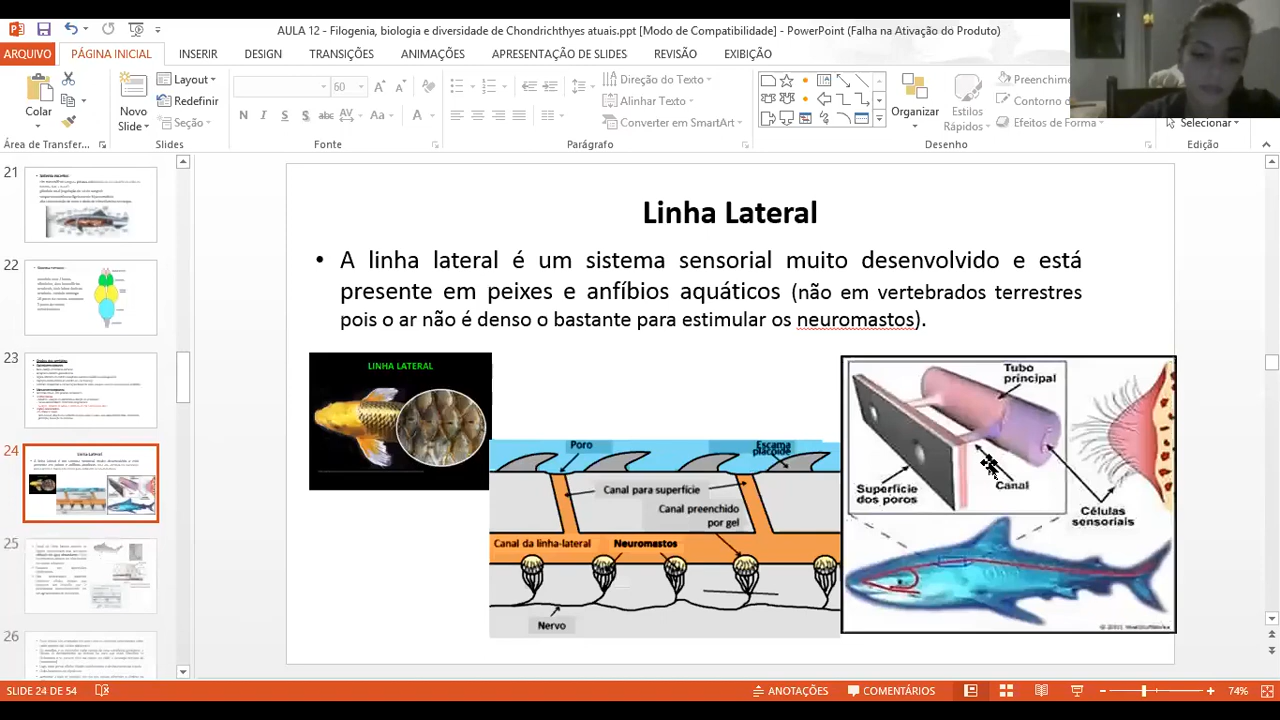 AULA 12 - Filogenia, biologia e diversidade de Chondrichthyes atuais.ppt [Modo de Compatibilidade] - PowerPoint (Falha na Ativação do Produto)
ARQUIVO PÁGINA INICIAL INSERIR DESIGN TRANSIÇÕES ANIMAÇÕES APRESENTAÇÃO DE SLIDES REVISÃO EXIBIÇÃO
Colar
Novo
Slide
Layout
Redefinir
Seção
60
N I S S abc AV Aa A
Direção do Texto
Alinhar Texto
Converter em SmartArt
Organizar
Estilos
Rápidos
Preenchime
Contorno d
Efeitos de Forma
Selecionar
Área de Transfer... Slides Fonte Parágrafo Desenho Edição
21
22
23
24
25
26
Linha Lateral
• A linha lateral é um sistema sensorial muito desenvolvido e está
presente em peixes e anfíbios aquáticos (não em vertebrados terrestres
pois o ar não é denso o bastante para estimular os neuromastos).
LINHA LATERAL
Poro
Escama
placoide
Canal para superfície
Canal preenchido
por gel
Canal da linha-lateral
Neuromastos
Nervo
Tubo
principal
Superfície
dos poros
Canal
Células
sensoriais
SLIDE 24 DE 54 ANOTAÇÕES COMENTÁRIOS 74%